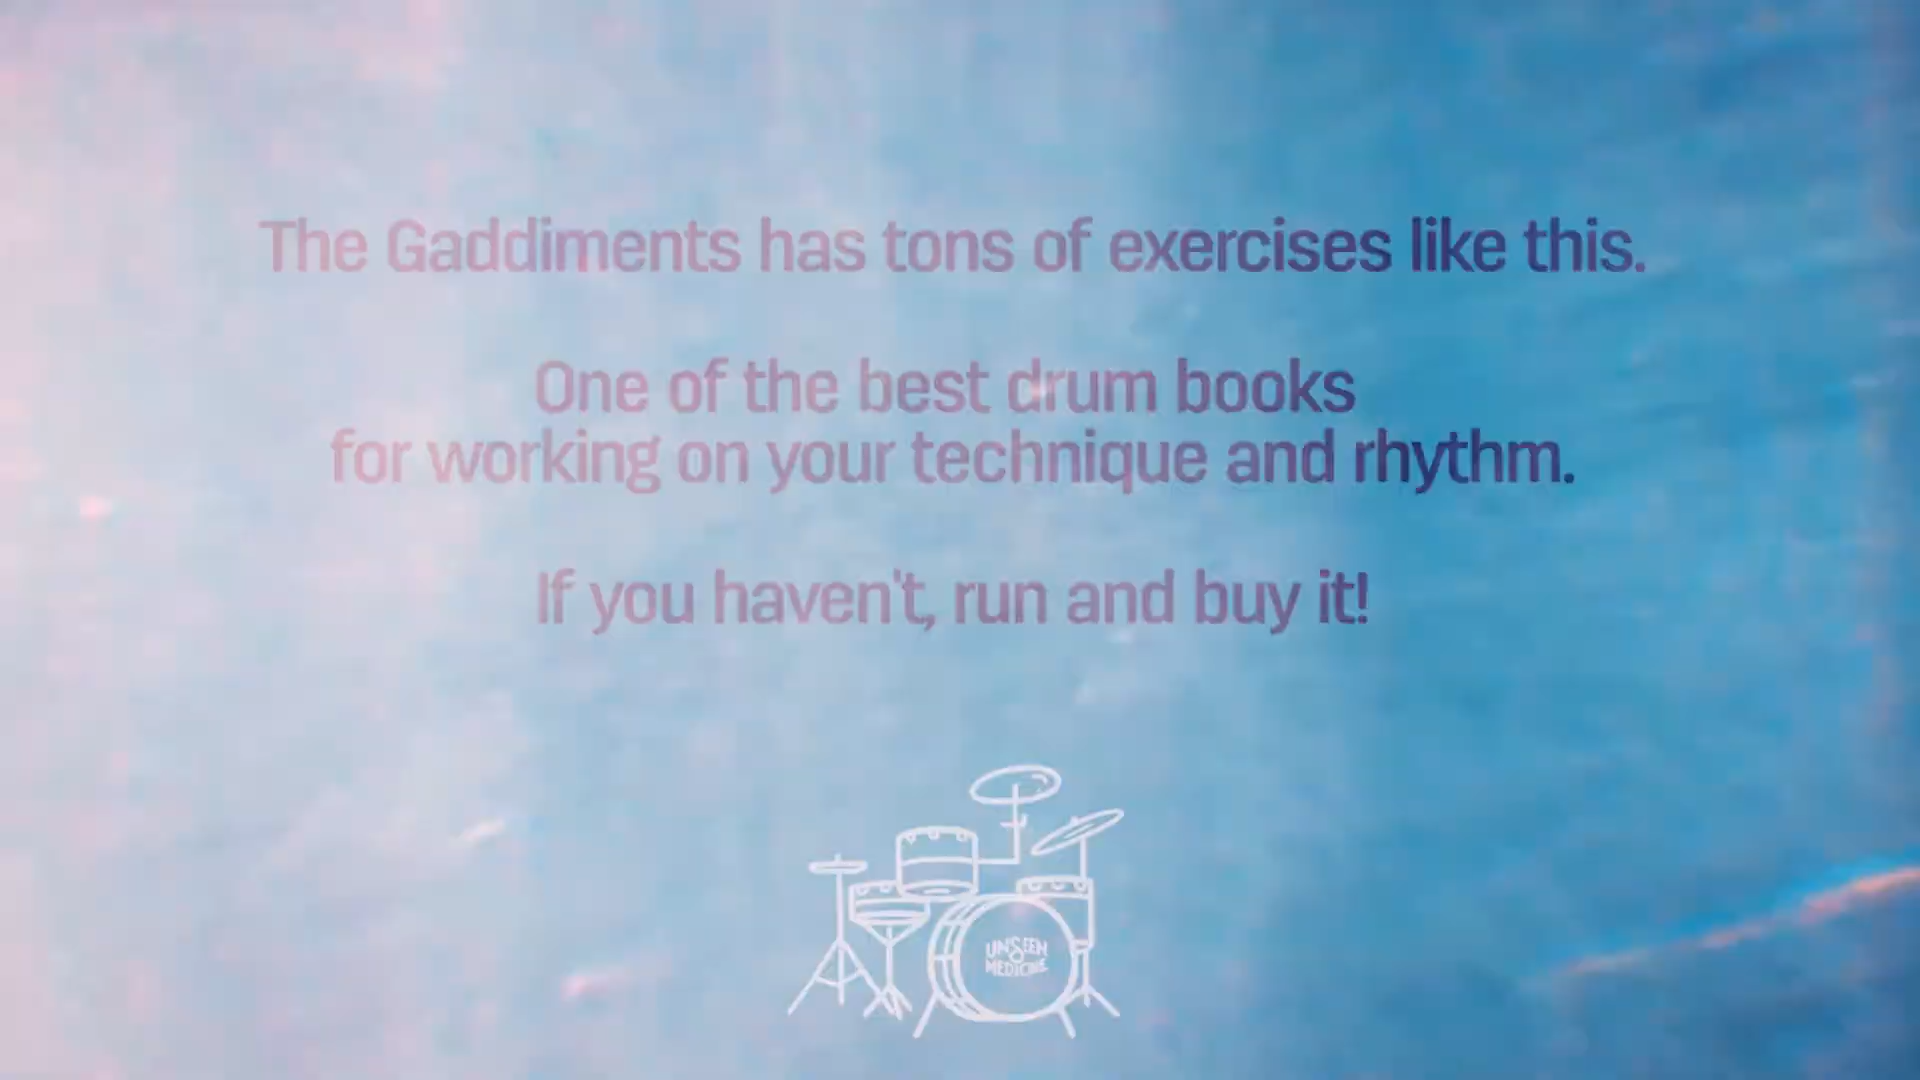 The Gaddiments has tons of exercises like this.
One of the best drum books
for working on your technique and rhythm.
If you haven't, run and buy it!
UNSEEN
MEDICINE